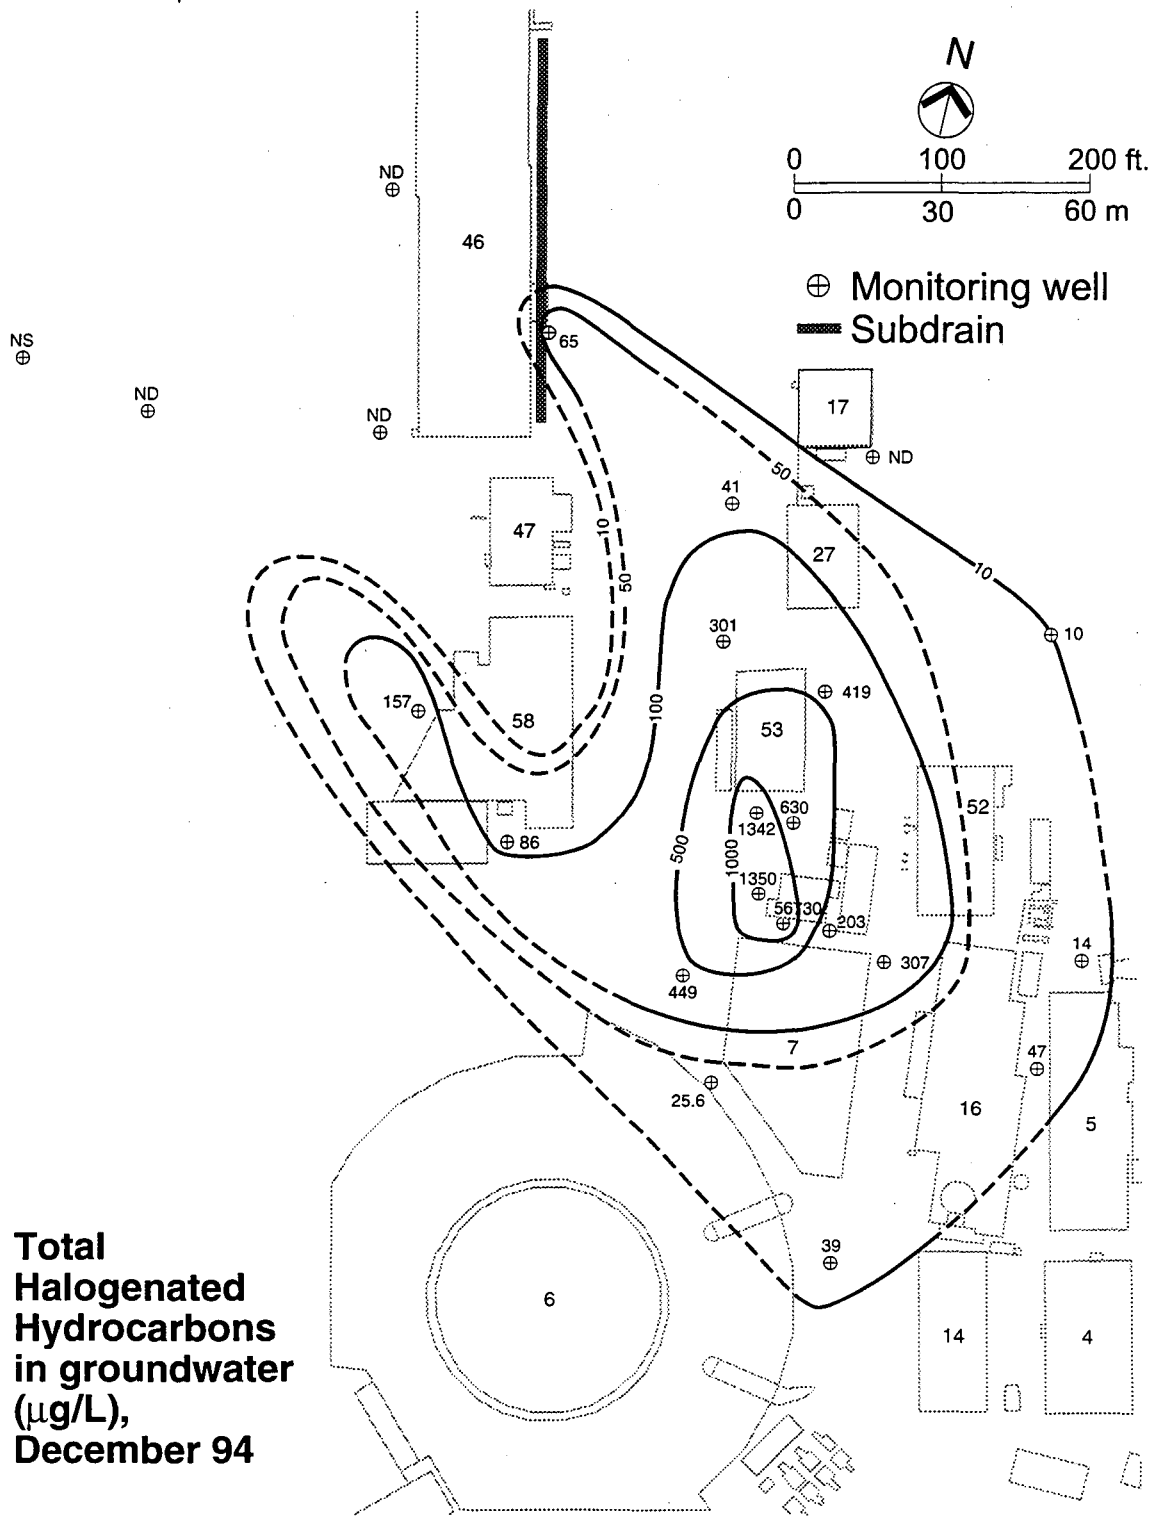 N
0 100 200 ft.
0 30 60 m
Monitoring well
Subdrain
ND
46
NS
65
ND
17
ND
ND
50
41
47
10
27
50
10
301
10
157
419
100
58
53
52
630
1342
86
500
1000
1350
56730
203
14
307
449
47
7
25.6
16
5
39
6
14
4
Total
Halogenated
Hydrocarbons
in groundwater
(μg/L),
December 94